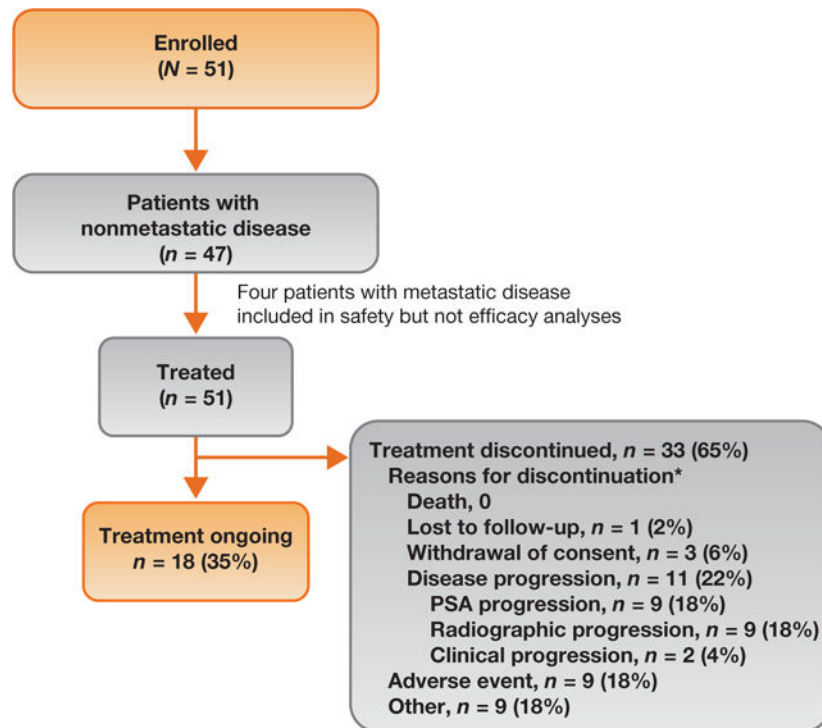 Enrolled
(N = 51)
Patients with
nonmetastatic disease
(n = 47)
Four patients with metastatic disease
included in safety but not efficacy analyses
Treated
(n = 51)
Treatment ongoing
n = 18 (35%)
Treatment discontinued, n = 33 (65%)
Reasons for discontinuation*
Death, 0
Lost to follow-up, n = 1 (2%)
Withdrawal of consent, n = 3 (6%)
Disease progression, n = 11 (22%)
PSA progression, n = 9 (18%)
Radiographic progression, n = 9 (18%)
Clinical progression, n = 2 (4%)
Adverse event, n = 9 (18%)
Other, n = 9 (18%)